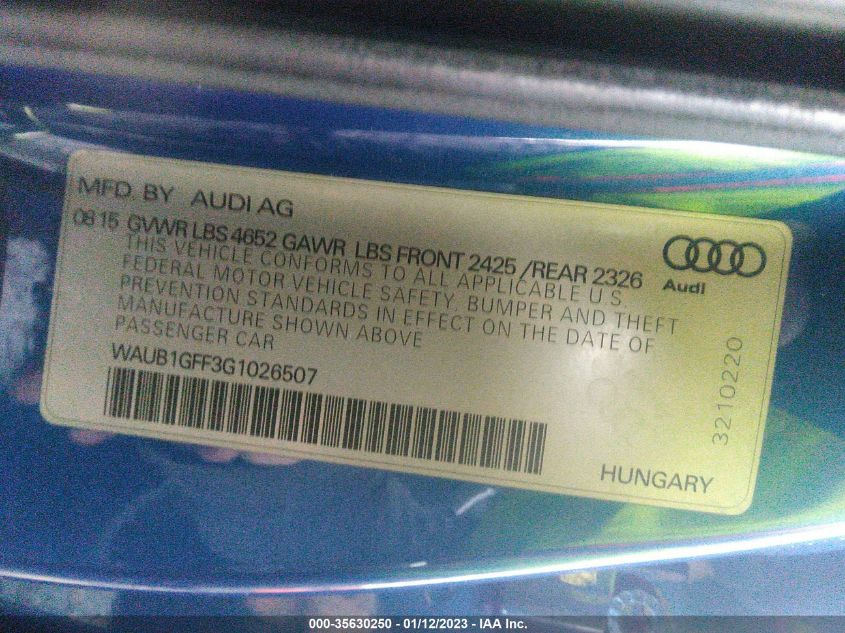 MFD. BY AUDI AG
08 15 GVWR LBS 4652 GAWR LBS FRONT 2425 /REAR 2326
THIS VEHICLE CONFORMS TO ALL APPLICABLE U.S.
FEDERAL MOTOR VEHICLE SAFETY, BUMPER AND THEFT
PREVENTION STANDARDS IN EFFECT ON THE DATE OF
MANUFACTURE SHOWN ABOVE
PASSENGER CAR
WAUB1GFF3G1026507
Audi
3210220
HUNGARY
000-35630250 - 01/12/2023 - IAA Inc.